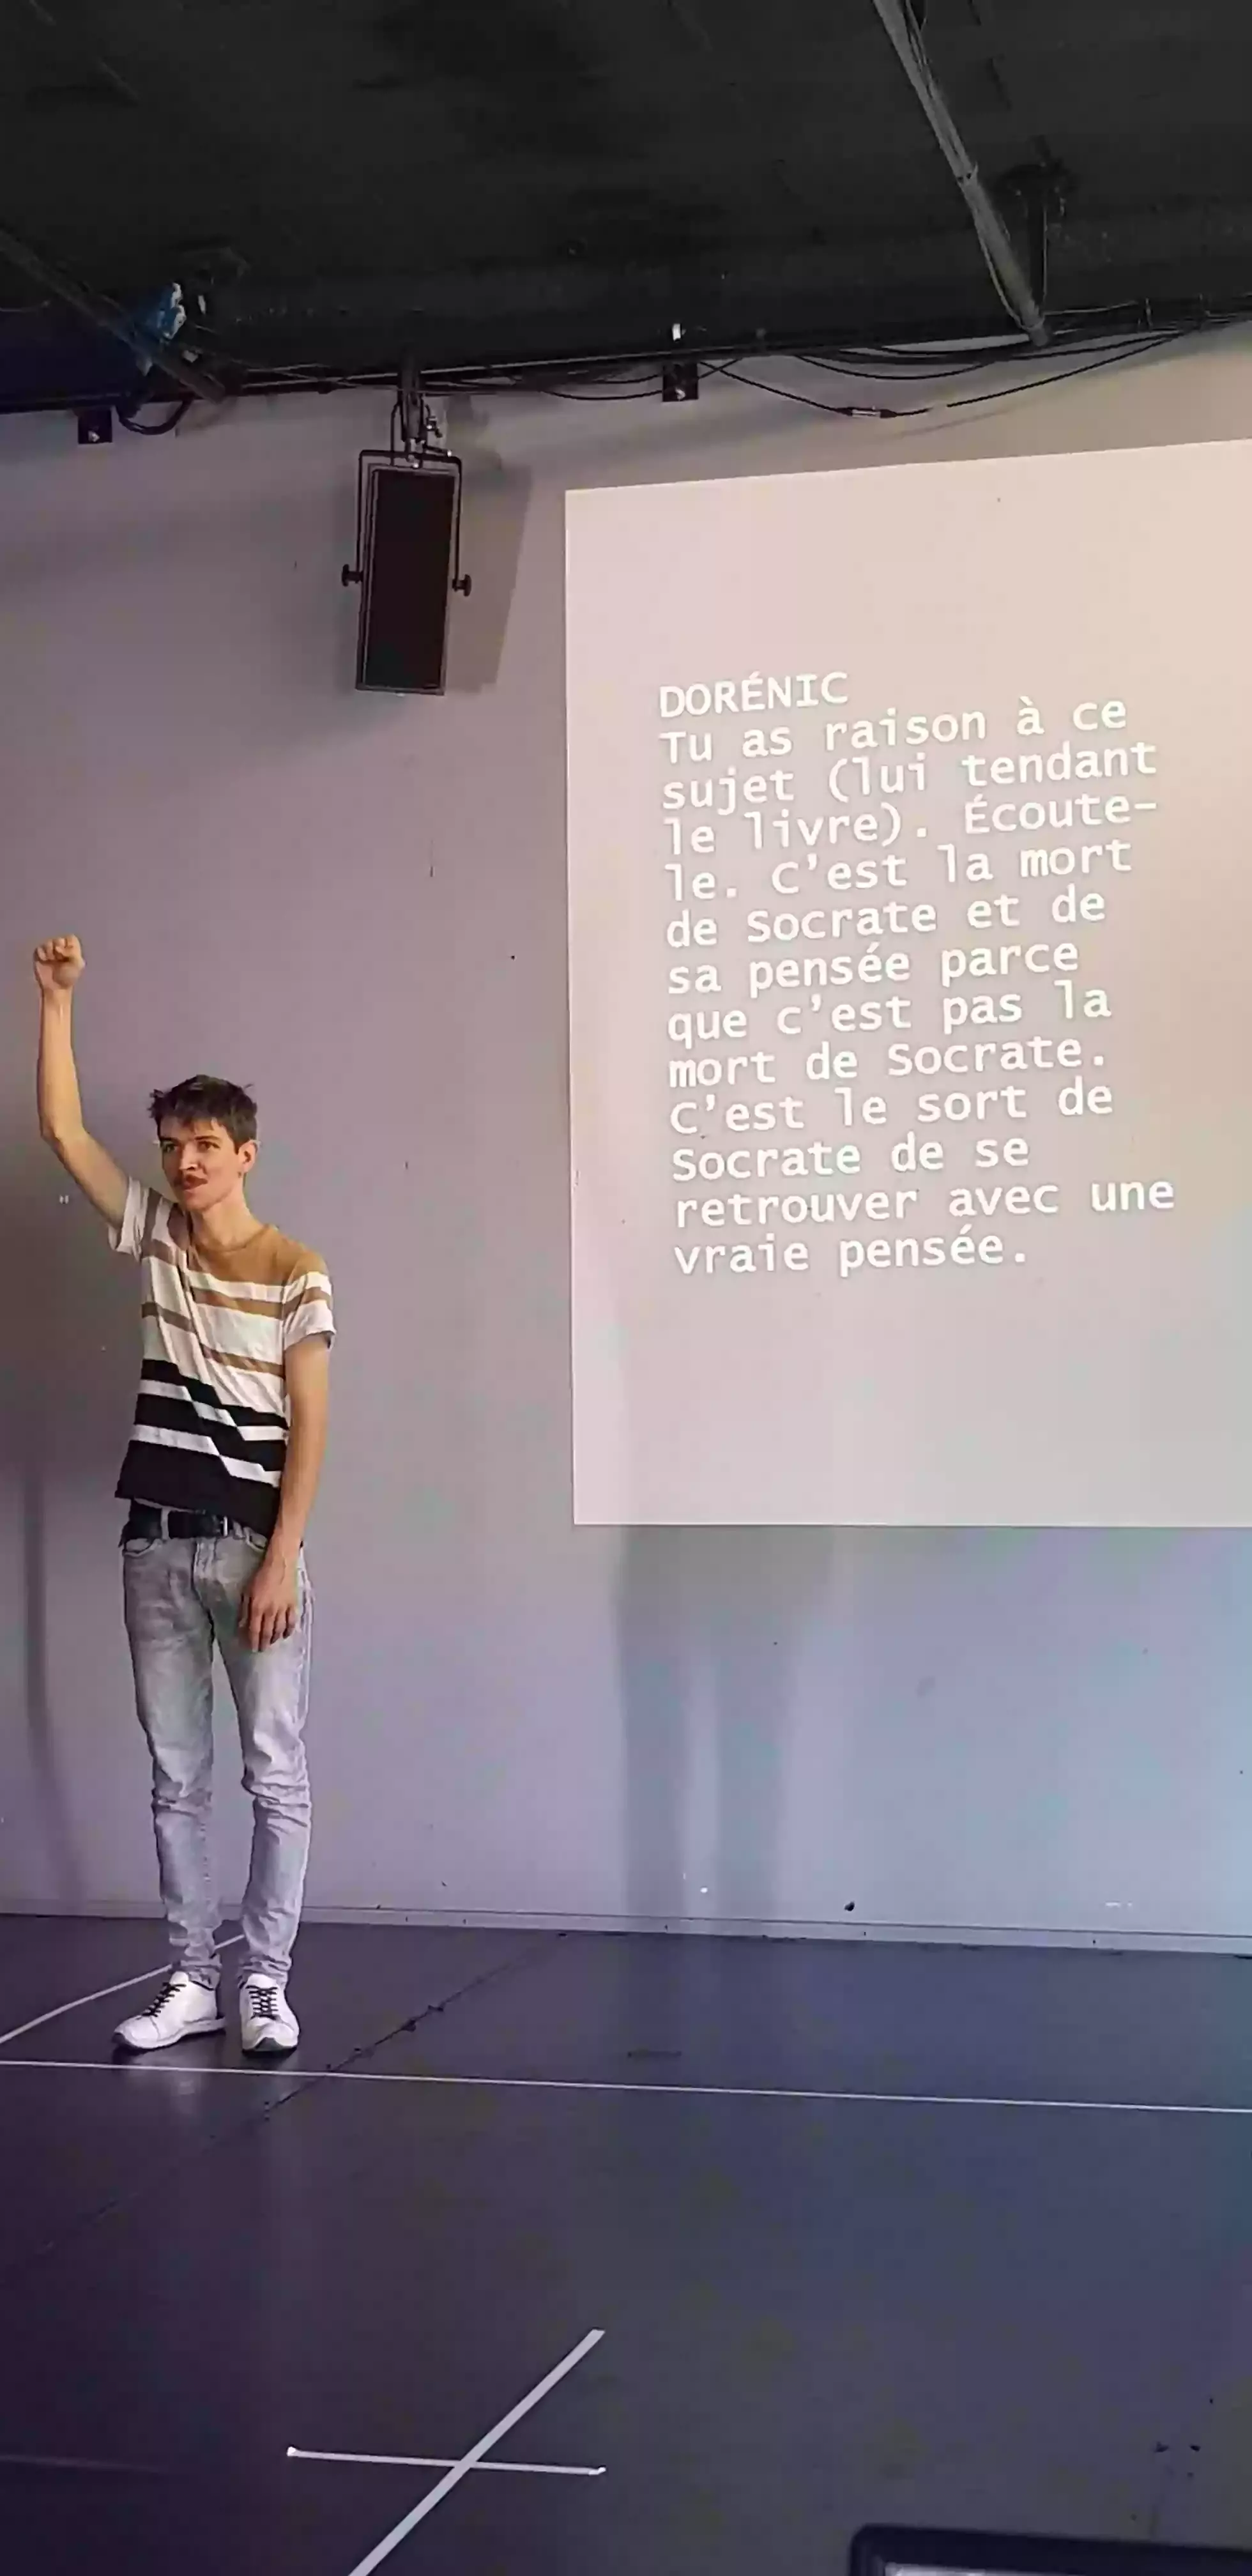 DORÉNIC
Tu as raison à ce
sujet (lui tendant
le livre). Écoute-
le. C'est la mort
de Socrate et de
sa pensée parce
que c'est pas la
mort de Socrate.
C'est le sort de
Socrate de se
retrouver avec une
vraie pensée.